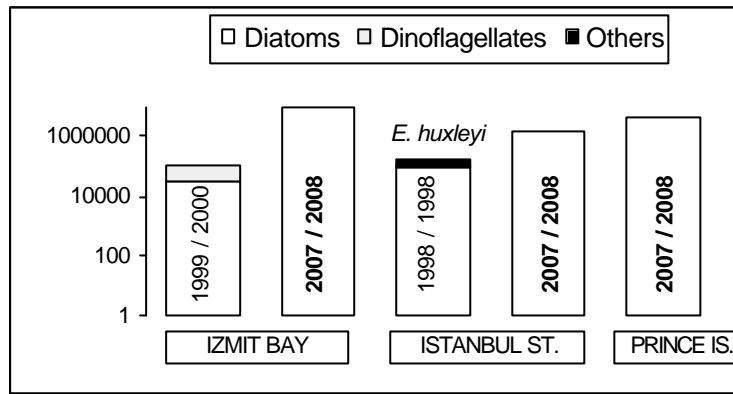 Diatoms Dinoflagellates Others
1000000
10000
100
1
E. huxleyi
1999 / 2000
2007 / 2008
1998 / 1998
2007 / 2008
2007 / 2008
IZMIT BAY ISTANBUL ST. PRINCE IS.